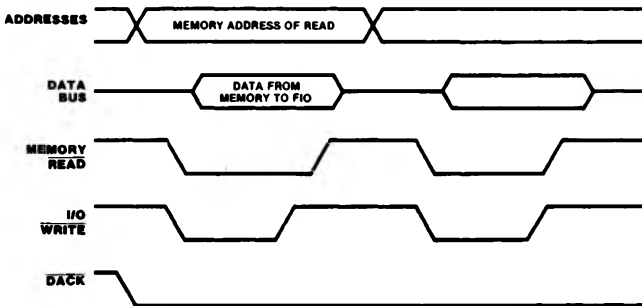 ADDRESSES
MEMORY ADDRESS OF READ
DATA
BUS
DATA FROM
MEMORY TO FIO
MEMORY
READ
I/O
WRITE
DACK